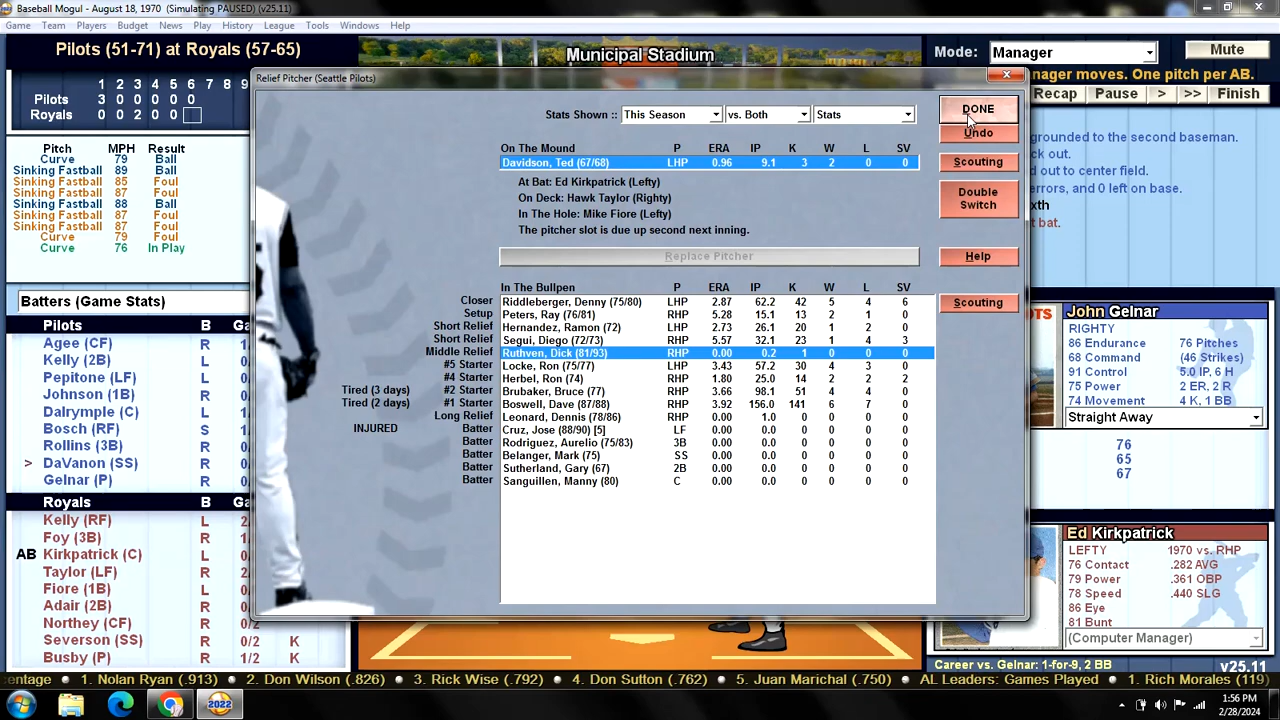 Baseball Mogul - August 18, 1970 (Simulating PAUSED) (v25.11)
Game Team Players Budget News Play History League Tools Windows Help
Pilots (51-71) at Royals (57-65)
Municipal Stadium
Mode: Manager Mute
1 2 3 4 5 6 7 8 9
Pilots 3 0 0 0 0 0
Royals 0 0 2 0 0
nager moves. One pitch per AB.
Recap Pause > >> Finish
Pitch MPH Result
Curve 79 Ball
Sinking Fastball 89 Ball
Sinking Fastball 85 Foul
Sinking Fastball 87 Foul
Sinking Fastball 88 Ball
Sinking Fastball 87 Foul
Sinking Fastball 87 Foul
Curve 79 Foul
Curve 76 In Play
Batters (Game Stats)
Pilots B Ga
Agee (CF) R 1
Kelly (2B) L 0
Pepitone (LF) L
Johnson (1B) R
Dalrymple (C) L
Bosch (RF) S
Rollins (3B) R
> DaVanon (SS) R
Gelnar (P) R
Royals B Ga
Kelly (RF) L 2
Foy (3B) R 1
AB Kirkpatrick (C) L 0
Taylor (LF) R 0
Fiore (1B) L 0
Adair (2B) R 0
Northey (CF) R 0/2
Severson (SS) R 0/2 K
Busby (P) R 1/2 K
Relief Pitcher (Seattle Pilots)
Stats Shown :: This Season vs. Both Stats
DONE
Undo
Scouting
Double Switch
Help
Scouting
On The Mound P ERA IP K W L SV
Davidson, Ted (67/68) LHP 0.96 9.1 3 2 0 0
At Bat: Ed Kirkpatrick (Lefty)
On Deck: Hawk Taylor (Righty)
In The Hole: Mike Fiore (Lefty)
The pitcher slot is due up second next inning.
Replace Pitcher
In The Bullpen P ERA IP K W L SV
Closer Riddleberger, Denny (75/80) LHP 2.87 62.2 42 5 4 6
Setup Peters, Ray (76/81) RHP 5.28 15.1 13 2 1 0
Short Relief Hernandez, Ramon (72) LHP 2.73 26.1 20 1 2 0
Short Relief Segui, Diego (72/73) RHP 5.57 32.1 23 1 4 3
Middle Relief Ruthven, Dick (81/93) RHP 0.00 0.2 1 0 0 0
#5 Starter Locke, Ron (75/77) LHP 3.43 57.2 30 4 3 0
#4 Starter Herbel, Ron (74) RHP 1.80 25.0 14 2 2 2
Tired (3 days) #2 Starter Brubaker, Bruce (77) RHP 3.66 98.1 51 4 4 0
Tired (2 days) #1 Starter Boswell, Dave (87/88) RHP 3.92 156.0 141 6 7 0
Long Relief Leonard, Dennis (78/86) RHP 0.00 1.0 0 0 0 0
INJURED Batter Cruz, Jose (88/90) [5] LF 0.00 0.0 0 0 0 0
Batter Rodriguez, Aurelio (75/83) 3B 0.00 0.0 0 0 0 0
Batter Belanger, Mark (75) SS 0.00 0.0 0 0 0 0
Batter Sutherland, Gary (67) 2B 0.00 0.0 0 0 0 0
Batter Sanguillen, Manny (80) C 0.00 0.0 0 0 0 0
grounded to the second baseman.
k out.
d out to center field.
errors, and 0 left on base.
xth
t bat.
John Gelnar
RIGHTY
86 Endurance 76 Pitches
68 Command (46 Strikes)
91 Control 5.0 IP, 6 H
75 Power 2 ER, 2 R
74 Movement 4 K, 1 BB
Straight Away
76
65
67
Ed Kirkpatrick
LEFTY 1970 vs. RHP
76 Contact .282 AVG
79 Power .361 OBP
78 Speed .440 SLG
86 Eye
81 Bunt
(Computer Manager)
Career vs. Gelnar: 1-for-9, 2 BB
v25.11
centage 1. Nolan Ryan (.913) 2. Don Wilson (.826) 3. Rick Wise (.792) 4. Don Sutton (.762) 5. Juan Marichal (.750) AL Leaders: Games Played 1. Rich Morales (119)
2022
1:56 PM
2/28/2024